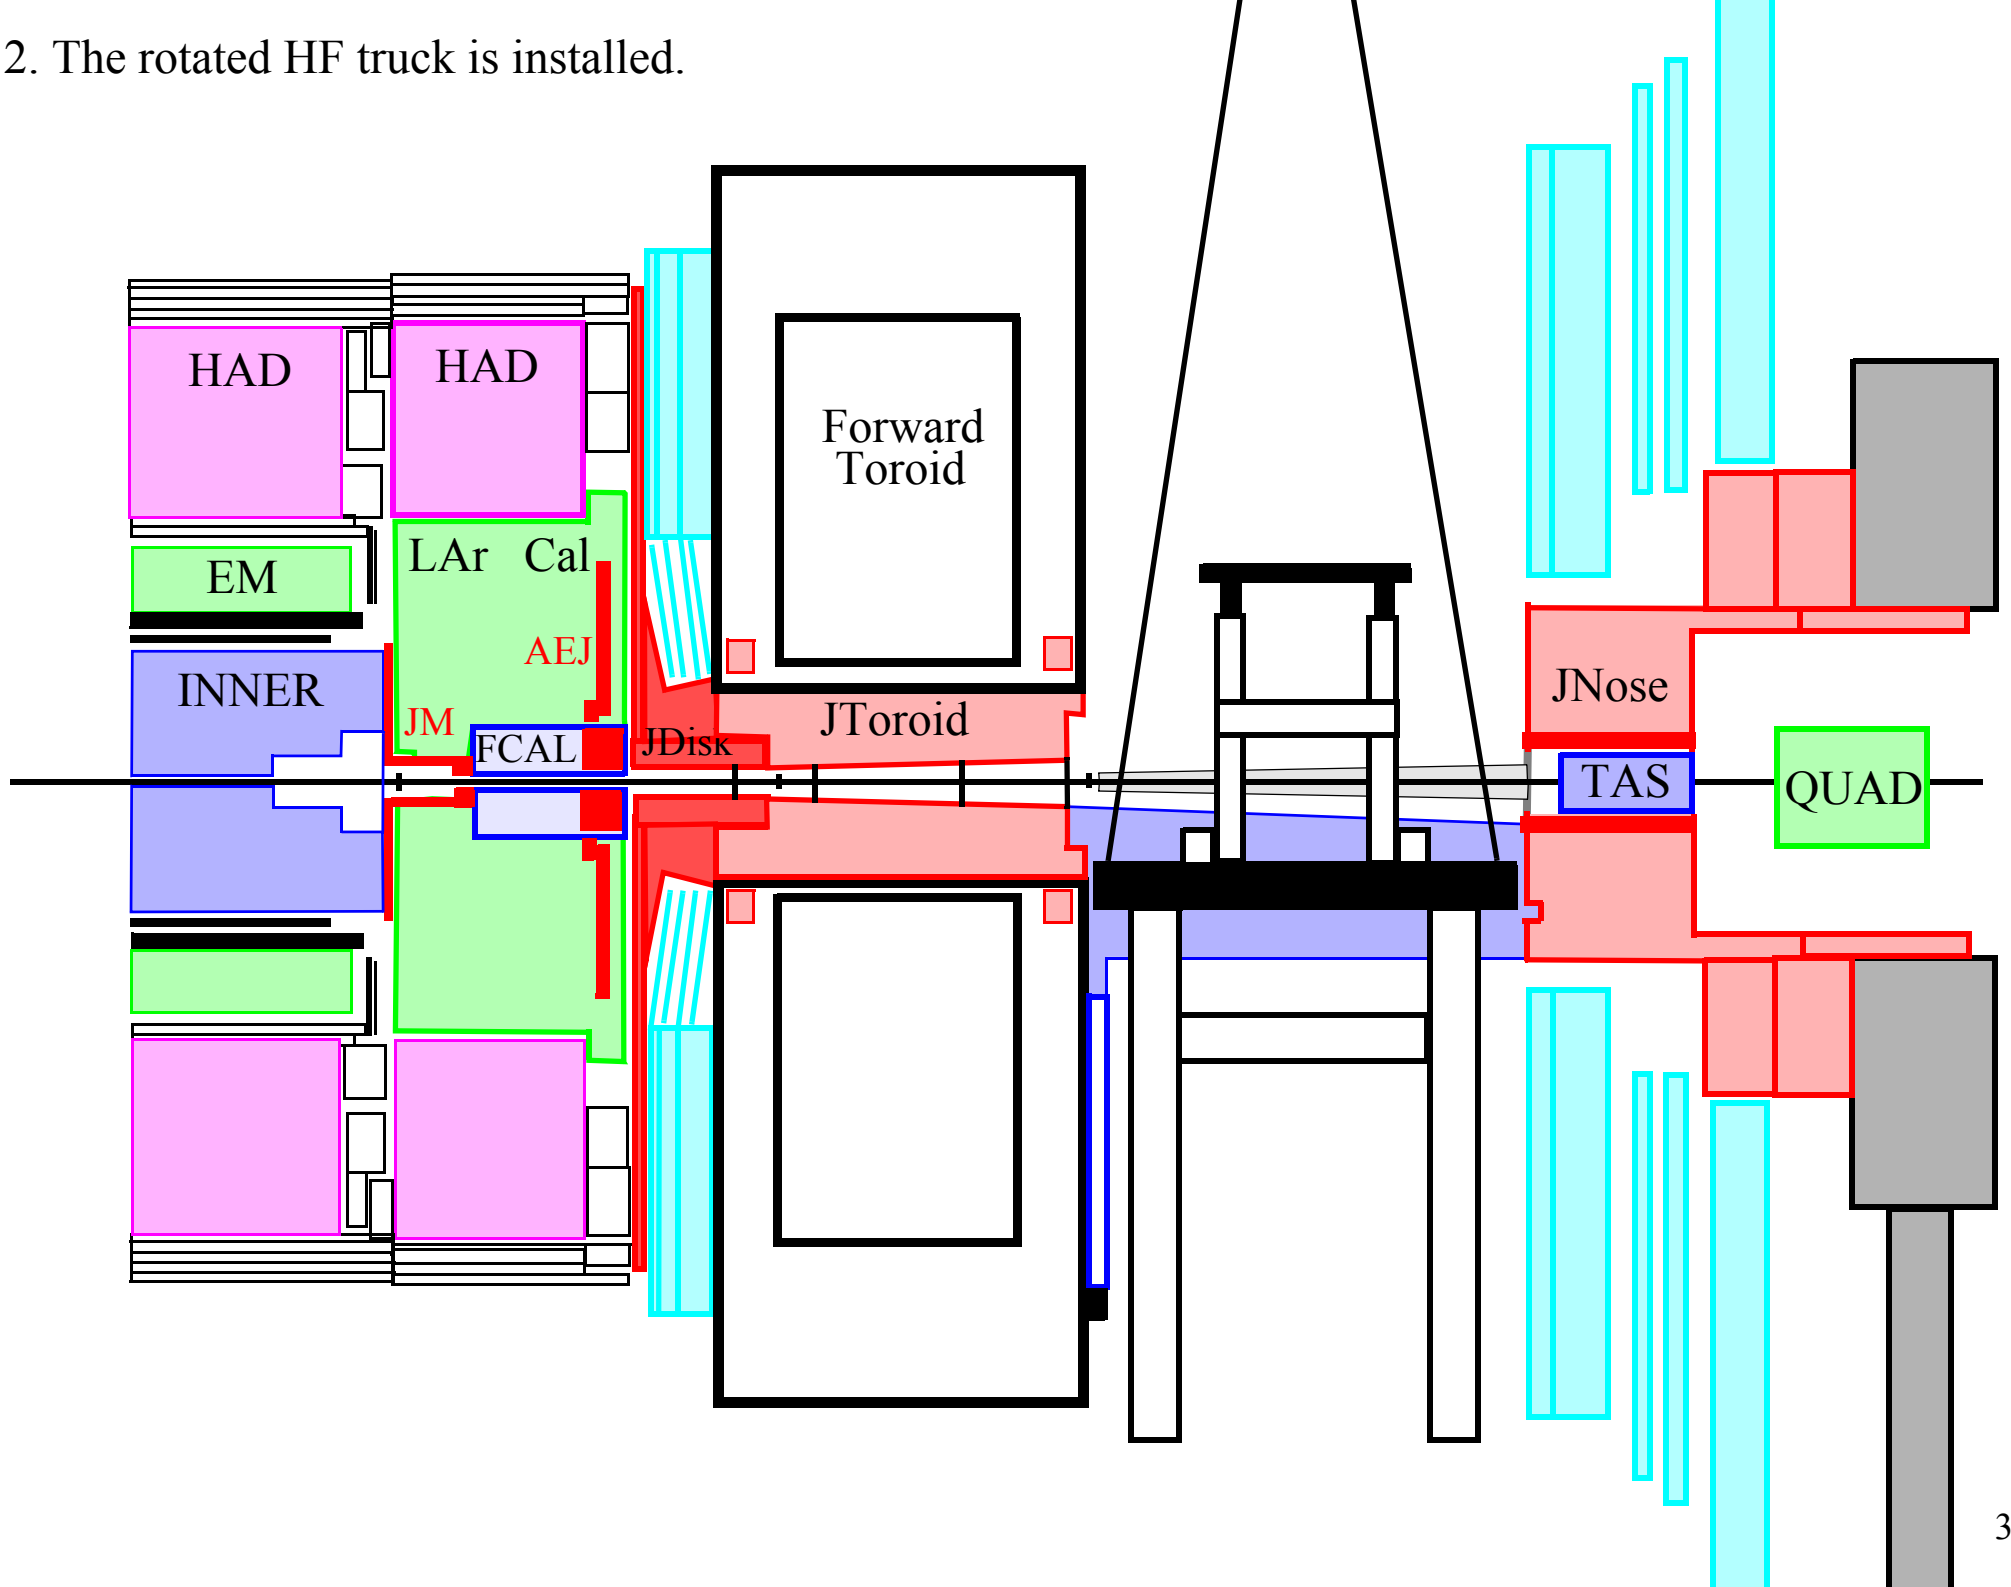 2. The rotated HF truck is installed.
HAD
HAD
Forward
Toroid
LAr Cal
EM
AEJ
INNER
JM
FCAL
JDisk
JToroid
JNose
TAS
QUAD
3